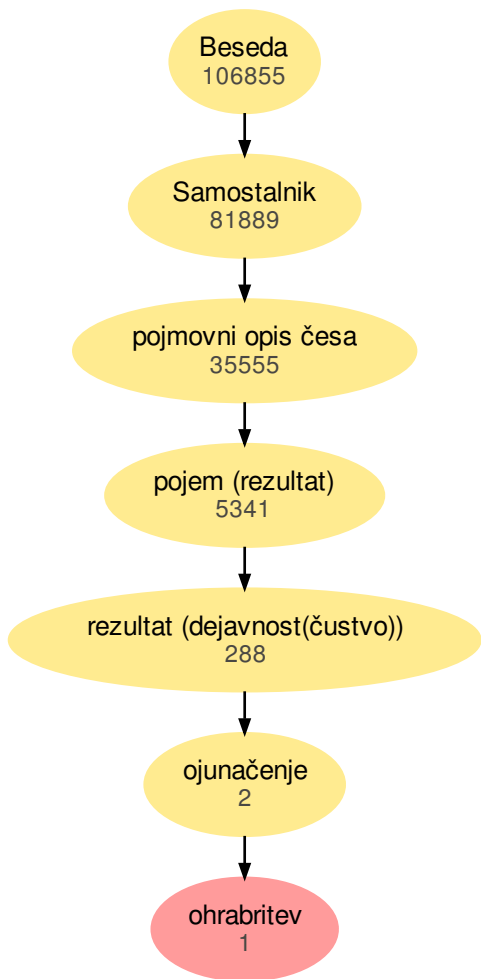 Beseda
106855
Samostalnik
81889
pojmovni opis česa
35555
pojem (rezultat)
5341
rezultat (dejavnost(čustvo))
288
ojunačenje
2
ohrabritev
1